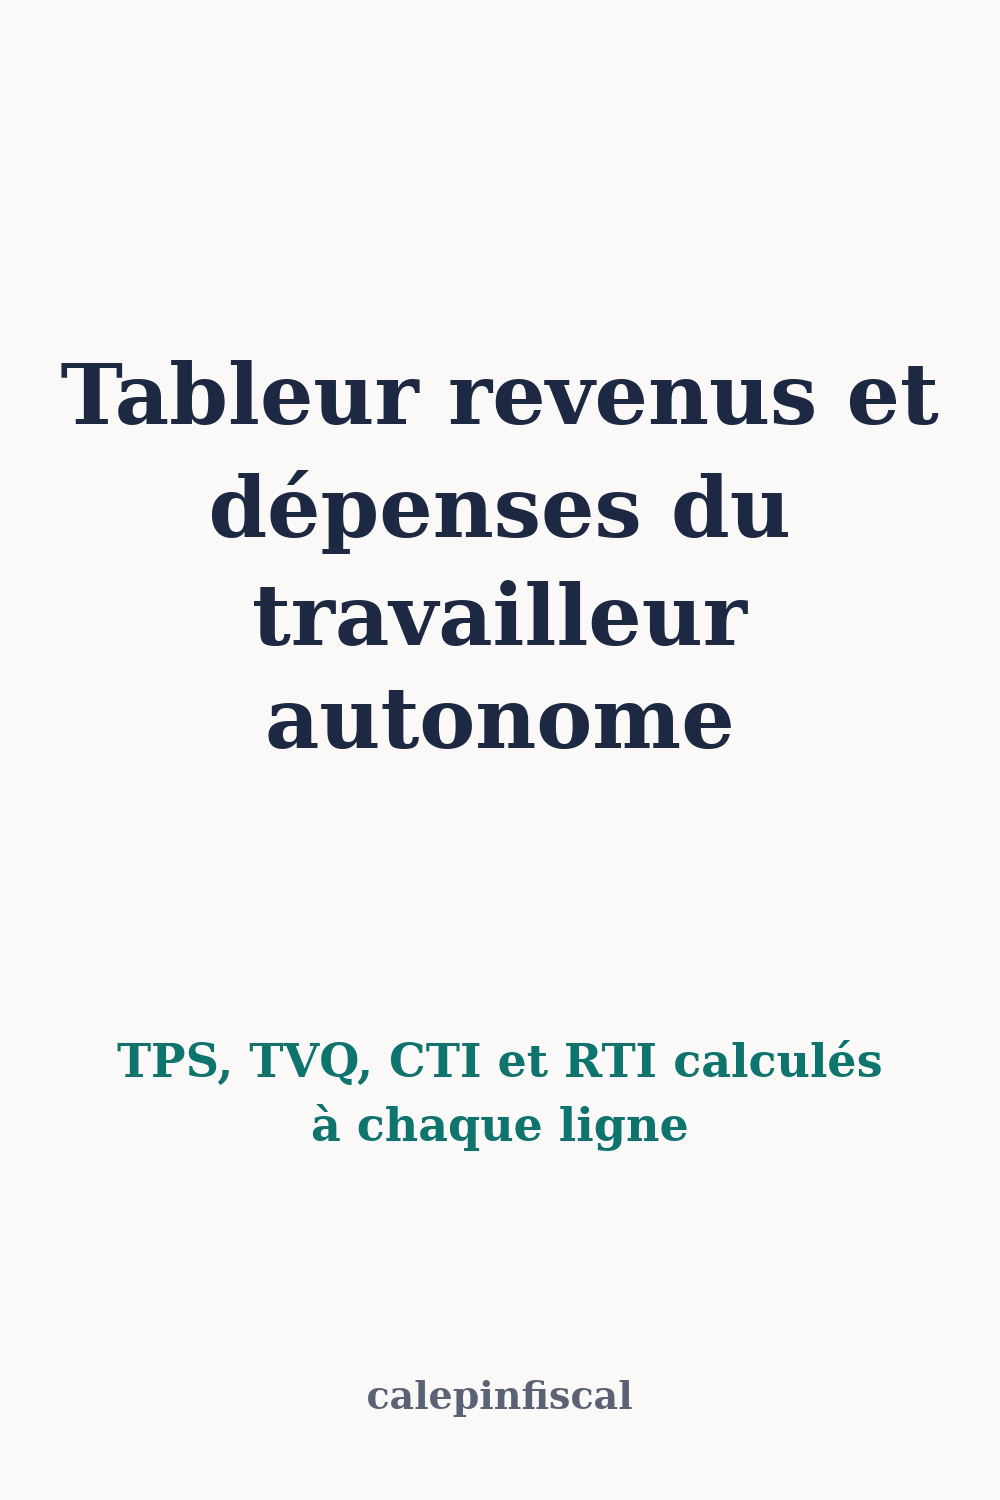 Tableur revenus et
dépenses du
travailleur
autonome
TPS, TVQ, CTI et RTI calculés
à chaque ligne
calepinfiscal